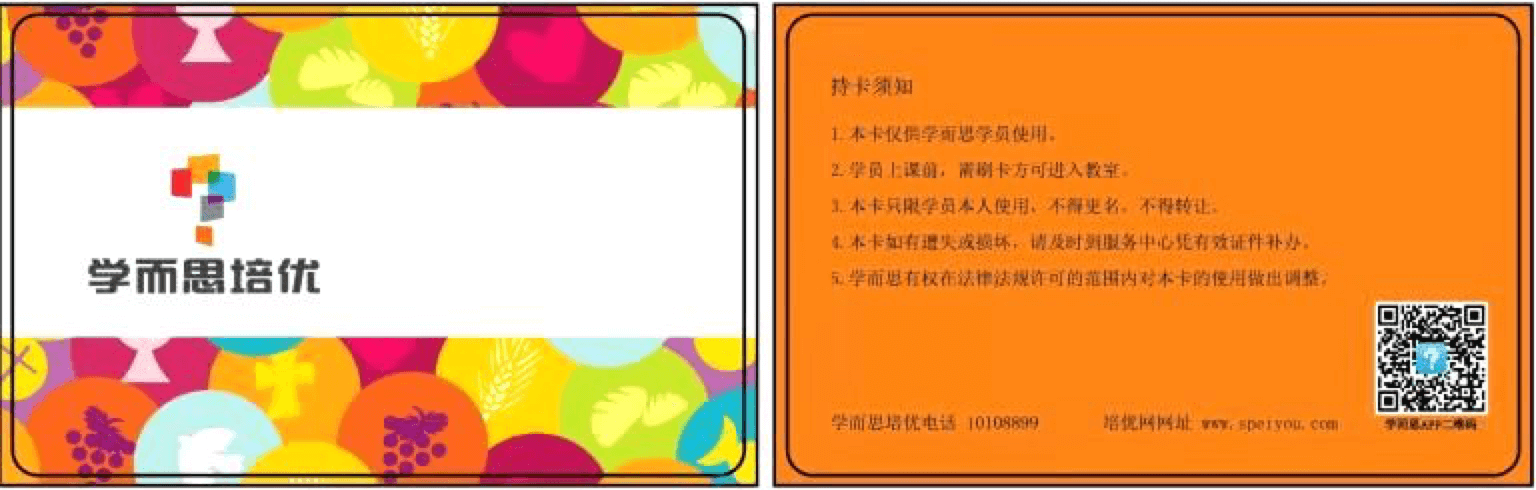 学而思培优
持卡须知
1.本卡仅供学而思学员使用。
2.学员上课前，需刷卡方可进入教室。
3.本卡只限学员本人使用、不得更名。不得转让。
4.本卡如有遗失或损坏，请及时到服务中心凭有效证件补办。
5.学而思有权在法律法规许可的范围内对本卡的使用做出调整。
学而思培优电话 10108899 培优网网址 www.speiyou.com
学而思APP二维码